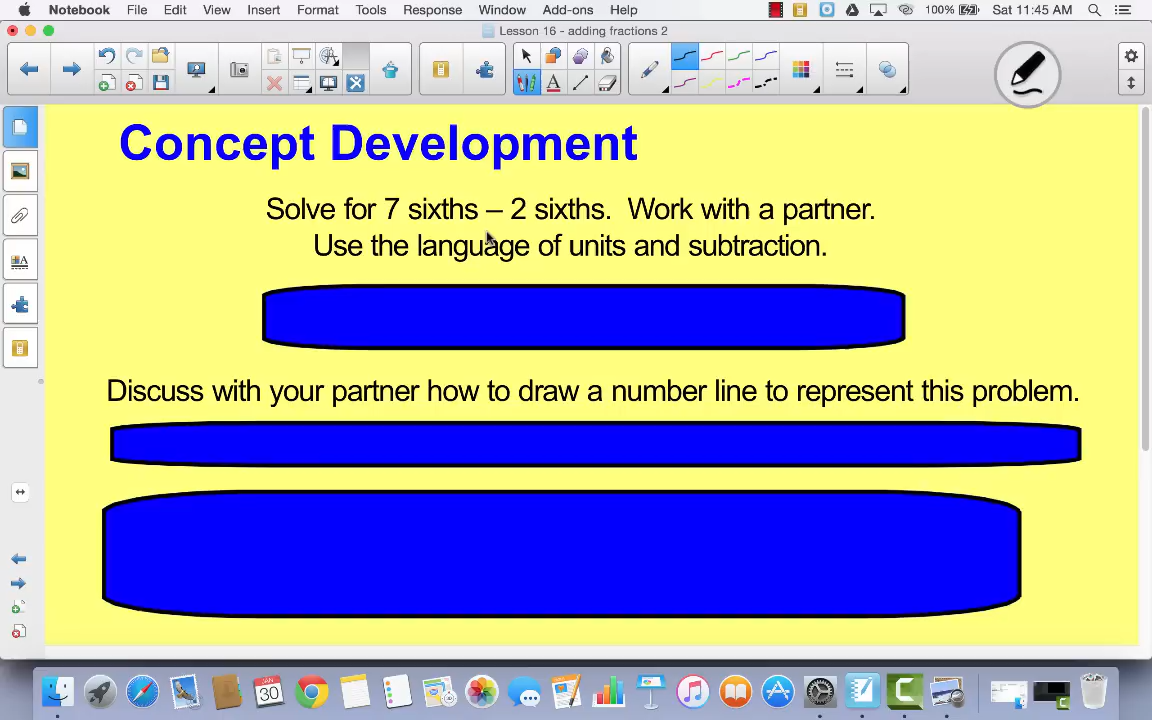 Notebook File Edit View Insert Format Tools Response Window Add-ons Help 100% Sat 11:45 AM
Lesson 16 - adding fractions 2
Concept Development
Solve for 7 sixths – 2 sixths. Work with a partner.
Use the language of units and subtraction.
Discuss with your partner how to draw a number line to represent this problem.
JAN
30